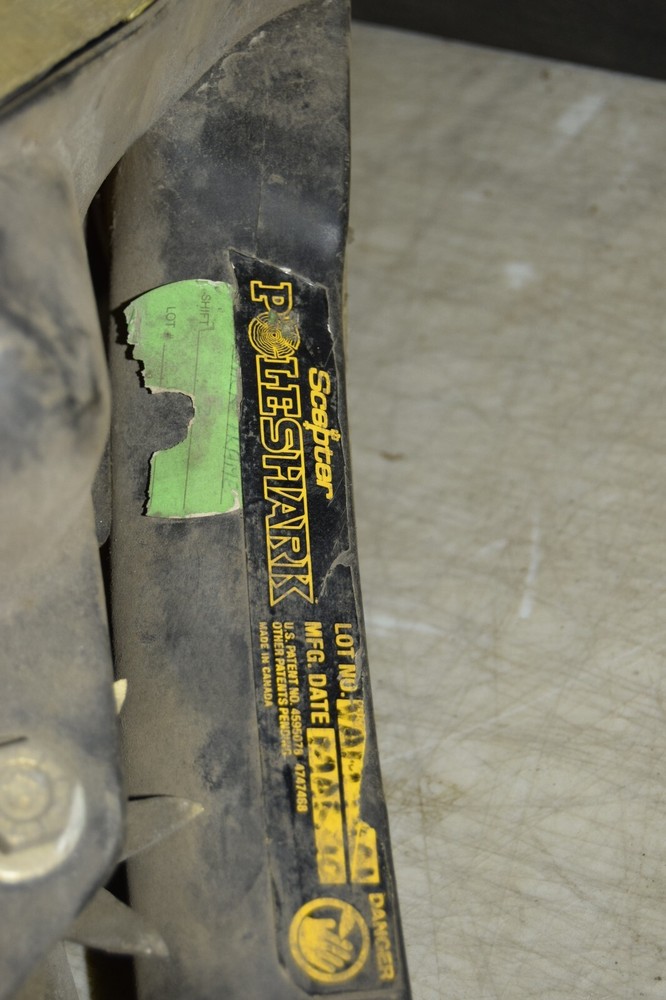 SHIFT
LOT
Scepter
POLESHARK
LOT NO.
MFG. DATE
U.S. PATENT NO. 4595078 4747468
OTHER PATENTS PENDING
MADE IN CANADA
DANGER